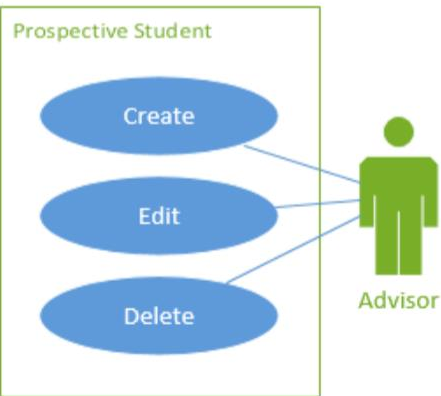 Prospective Student
Create
Edit
Delete
Advisor